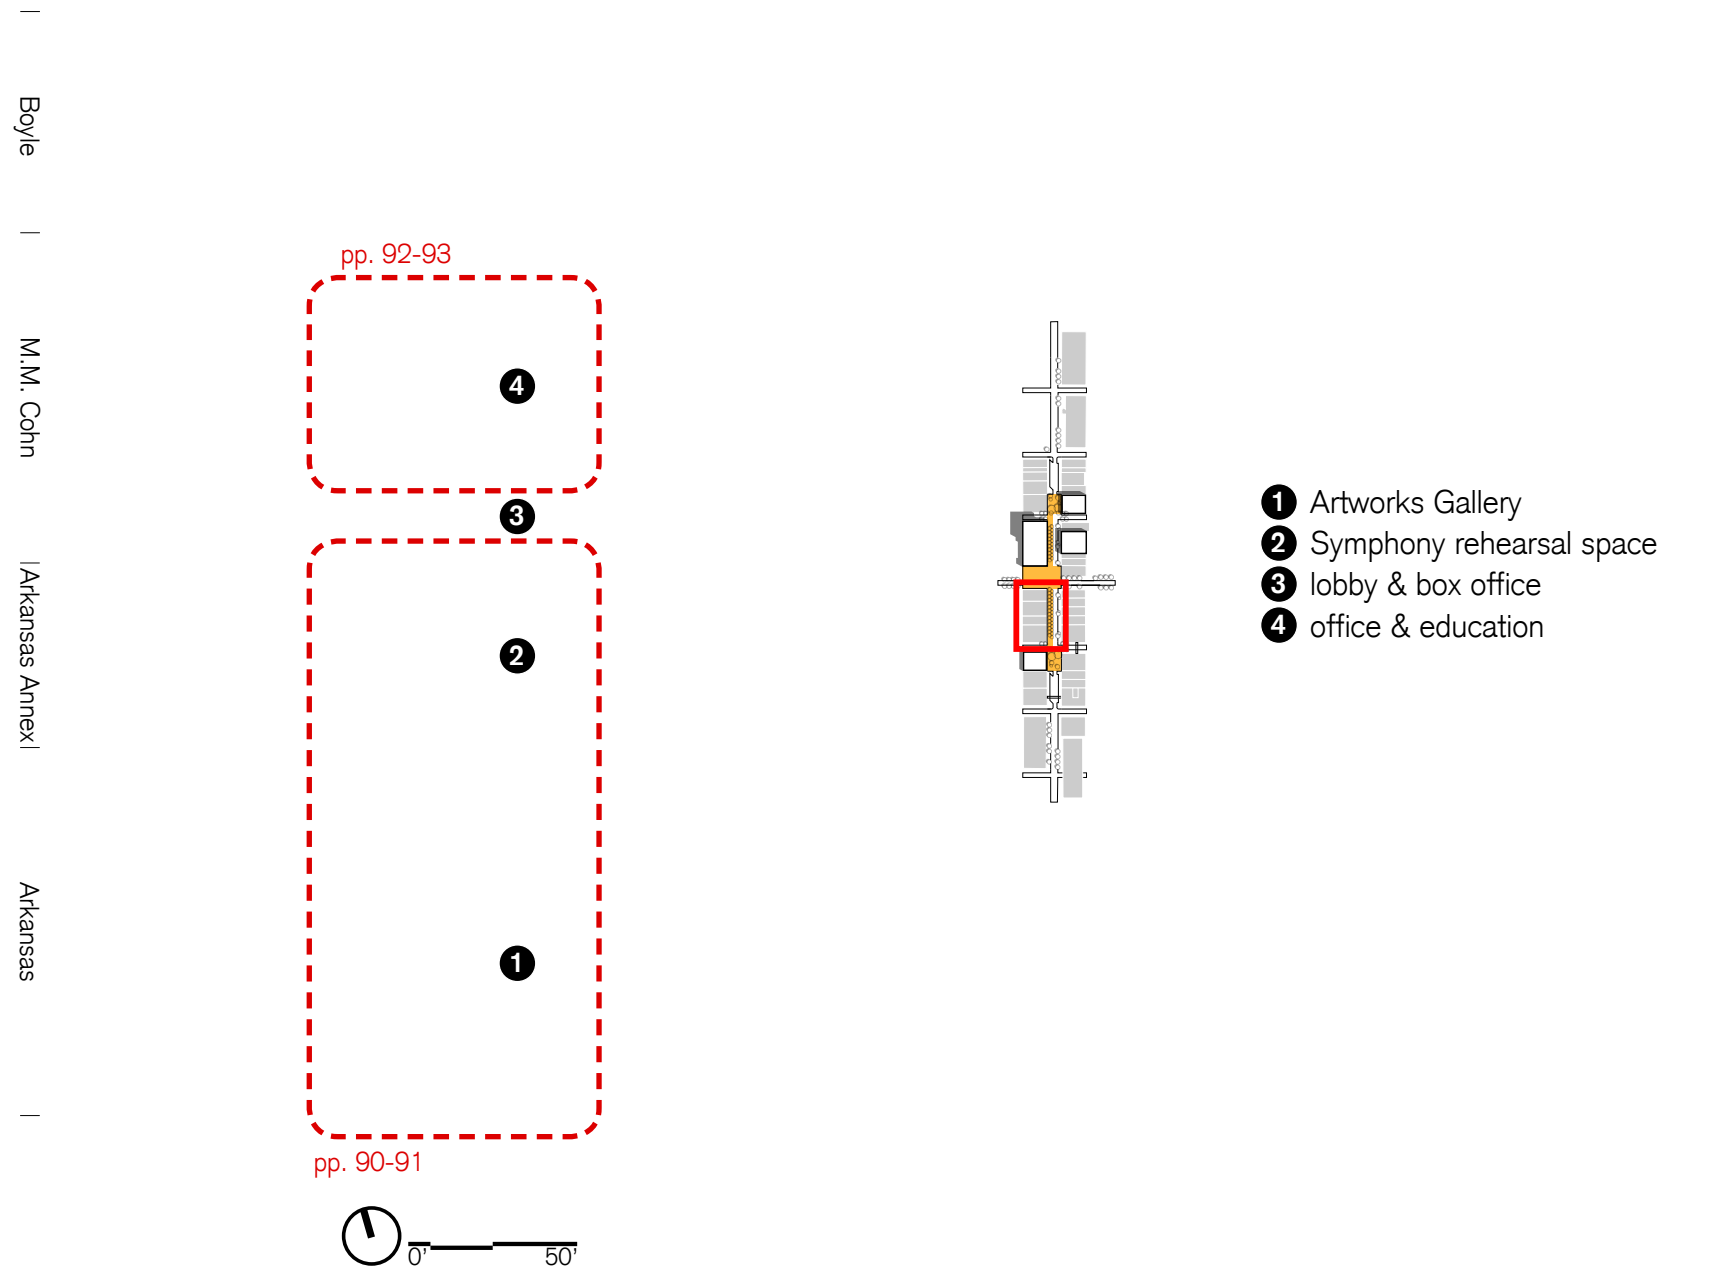 Boyle
M.M. Cohn
Arkansas Annex
Arkansas
pp. 92-93
4
3
2
1
pp. 90-91
0' 50'
1 Artworks Gallery
2 Symphony rehearsal space
3 lobby & box office
4 office & education